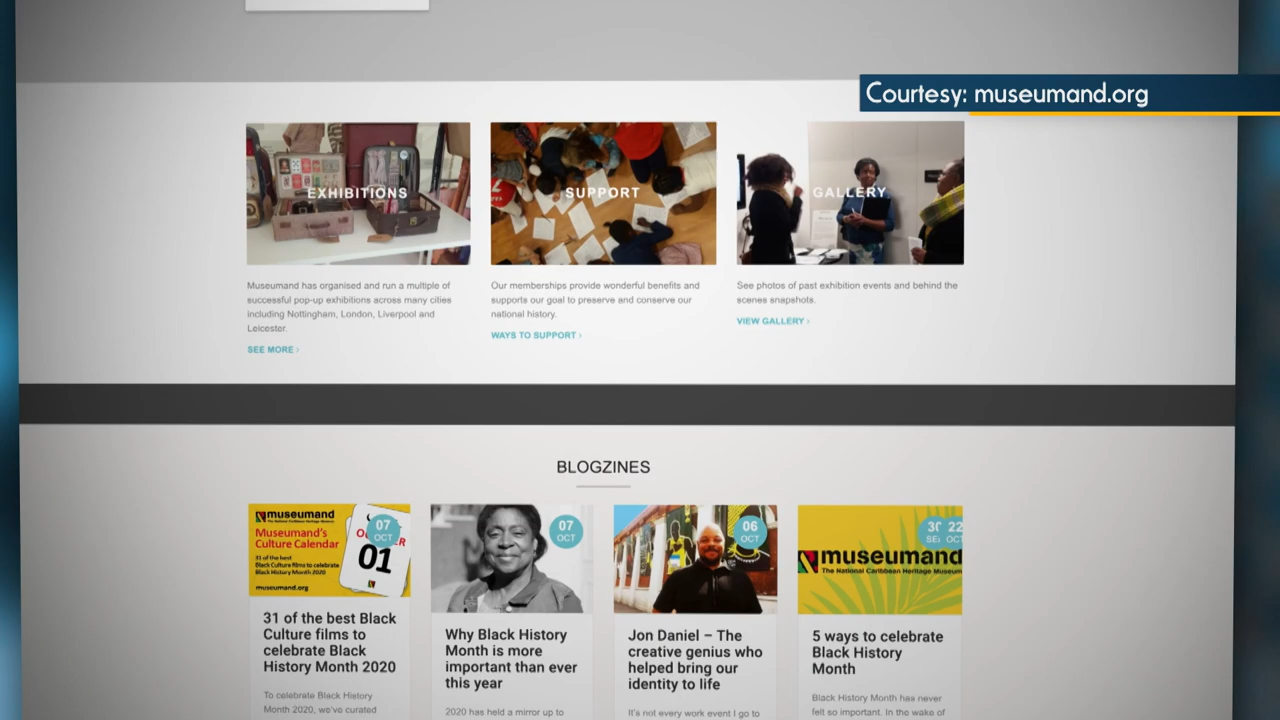 Courtesy: museumand.org
EXHIBITIONS
Museumand has organised and run a multiple of
successful pop-up exhibitions across many cities
including Nottingham, London, Liverpool and
Leicester.
SEE MORE ›
SUPPORT
Our memberships provide wonderful benefits and
supports our goal to preserve and conserve our
national history.
WAYS TO SUPPORT ›
GALLERY
See photos of past exhibition events and behind the
scenes snapshots.
VIEW GALLERY ›
BLOGZINES
museumand
The National Caribbean Heritage Museum
Museumand's
Culture Calendar
31 of the best
Black Culture films to celebrate
Black History Month 2020
museumand.org
01
07
OCT
31 of the best Black
Culture films to
celebrate Black
History Month 2020
To celebrate Black History
Month 2020, we've curated
07
OCT
Why Black History
Month is more
important than ever
this year
2020 has held a mirror up to
06
OCT
Jon Daniel – The
creative genius who
helped bring our
identity to life
It's not every work event I go to
30 22
SE OCT
museumand
The National Caribbean Heritage Museum
5 ways to celebrate
Black History
Month
Black History Month has never
felt so important. In the wake of